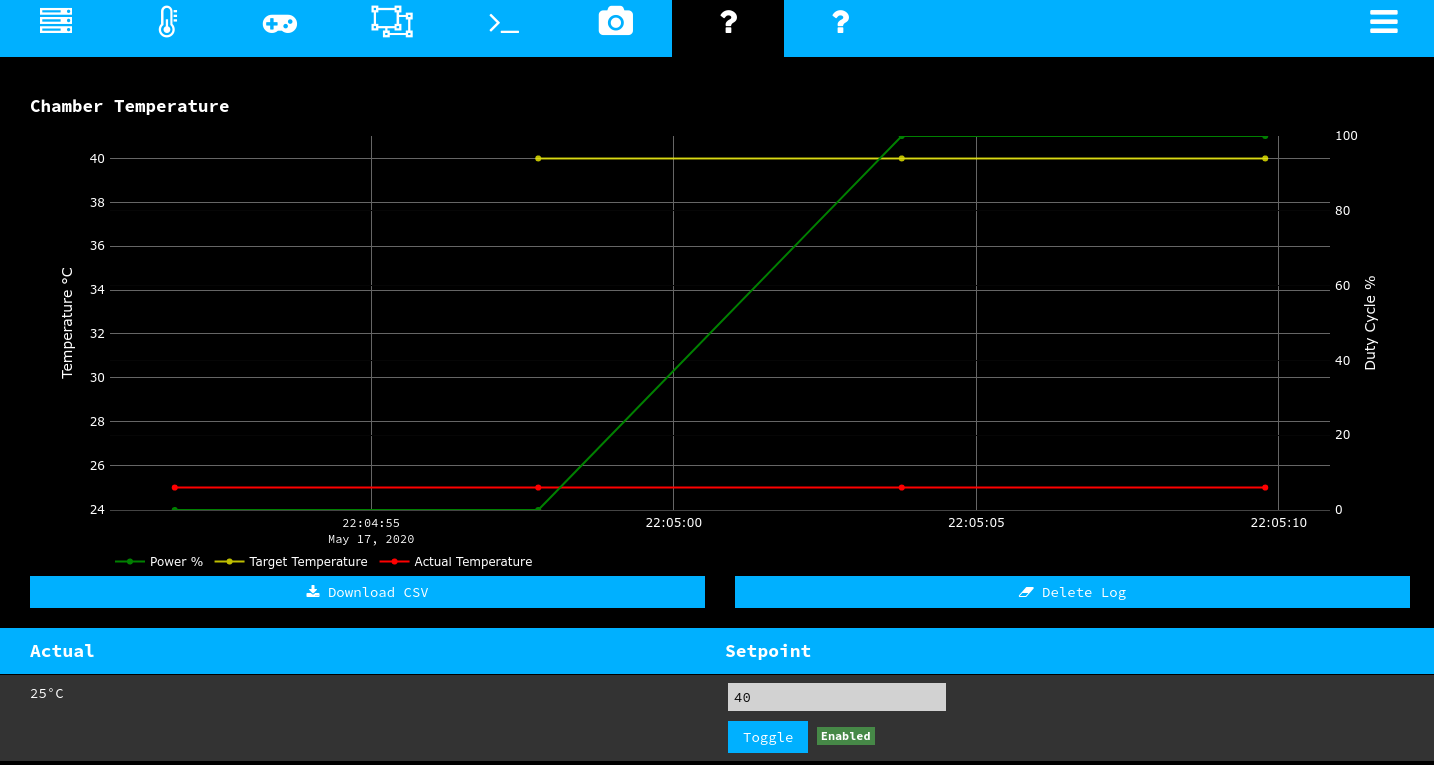 Chamber Temperature
100
40
38
80
36
Temperature °C
34
60
Duty Cycle %
32
30
40
28
20
26
24
0
22:04:55
22:05:00
22:05:05
22:05:10
May 17, 2020
Power %
Target Temperature
Actual Temperature
Download CSV
Delete Log
Actual
Setpoint
25°C
40
Toggle
Enabled